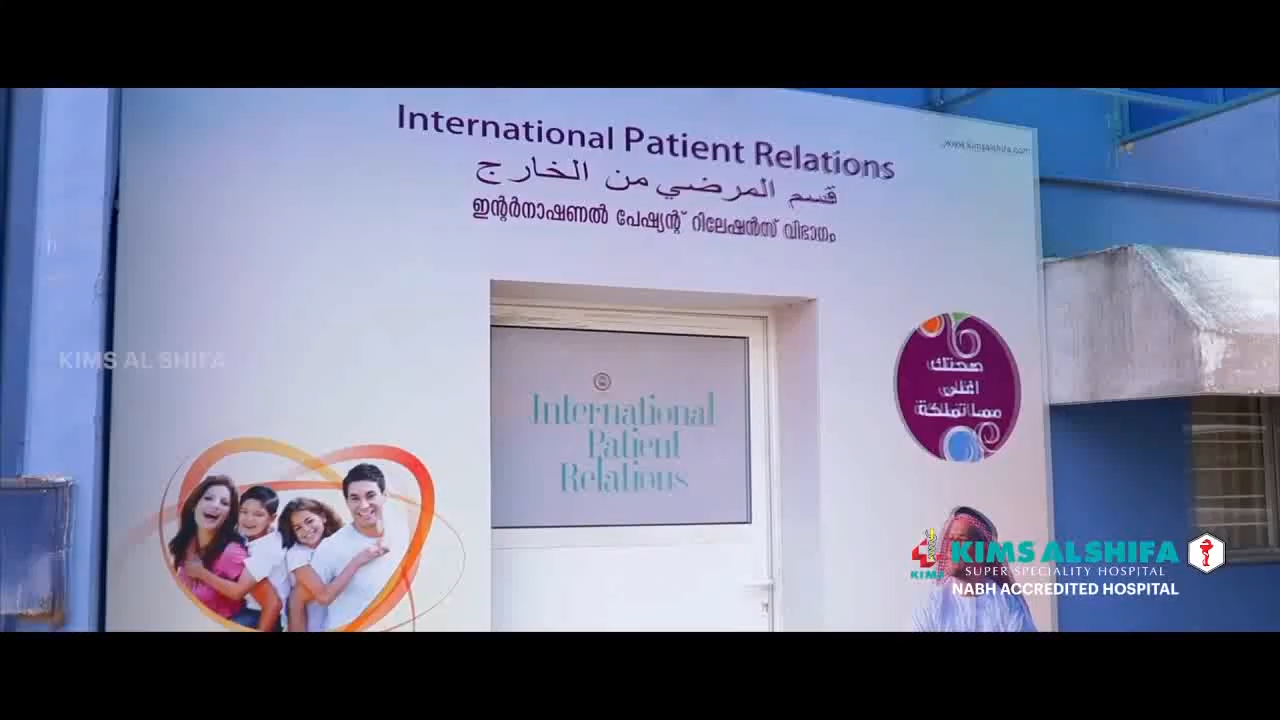 International Patient Relations
www.kimsalshifa.com
قسم المرضي من الخارج
ഇന്റർനാഷണൽ പേഷ്യന്റ് റിലേഷൻസ് വിഭാഗം
صحتك
اغلى
مما تملكة
KIMS AL SHIFA
International
Patient
Relations
KIMS
KIMS ALSHIFA
SUPER SPECIALITY HOSPITAL
NABH ACCREDITED HOSPITAL